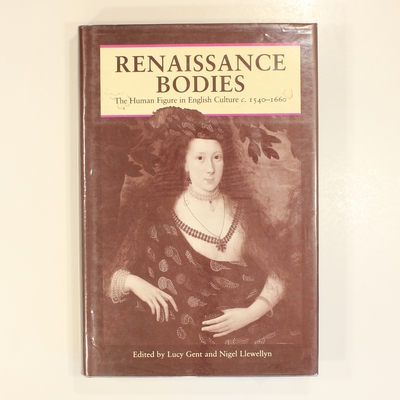 RENAISSANCE
BODIES
The Human Figure in English Culture c. 1540–1660
Edited by Lucy Gent and Nigel Llewellyn